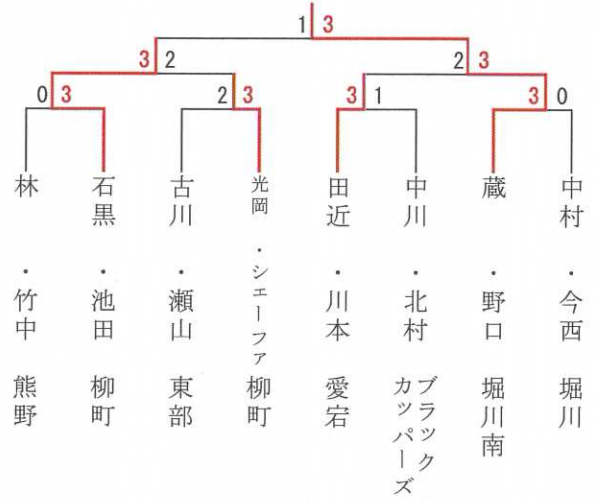 1 3
3 2
2 3
0 3
2 3
3 1
3 0
林・竹中 熊野
石黒・池田 柳町
古川・瀬山 東部
光岡・シェーファ 柳町
田近・川本 愛宕
中川・北村 ブラックカッパーズ
蔵・野口 堀川南
中村・今西 堀川